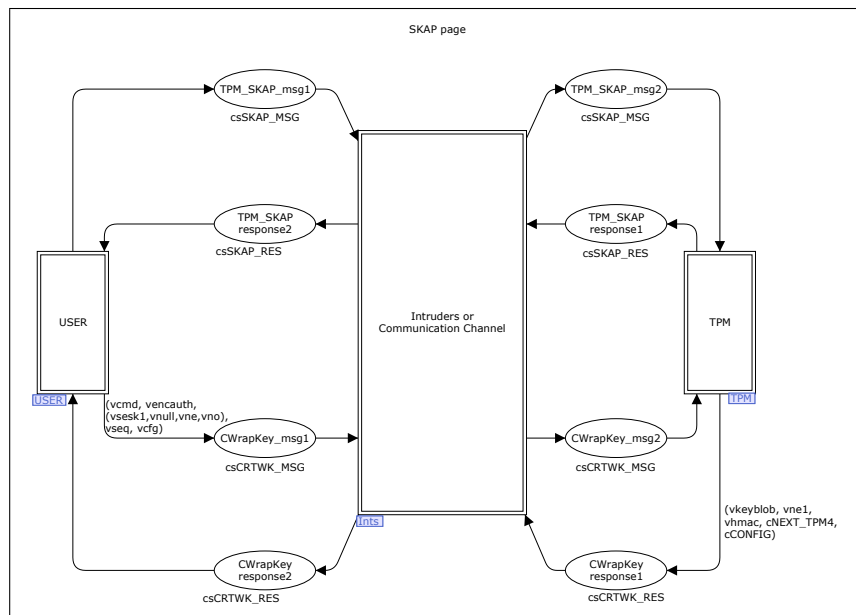 SKAP page
TPM_SKAP_msg1
csSKAP_MSG
TPM_SKAP_msg2
csSKAP_MSG
TPM_SKAP
response2
csSKAP_RES
TPM_SKAP
response1
csSKAP_RES
USER
USER
Intruders or
Communication Channel
Ints
TPM
TPM
(vcmd, vencauth,
(vsesk1,vnull,vne,vno),
vseq, vcfg)
CWrapKey_msg1
csCRTWK_MSG
CWrapKey_msg2
csCRTWK_MSG
(vkeyblob, vne1,
vhmac, cNEXT_TPM4,
cCONFIG)
CWrapKey
response2
csCRTWK_RES
CWrapKey
response1
csCRTWK_RES